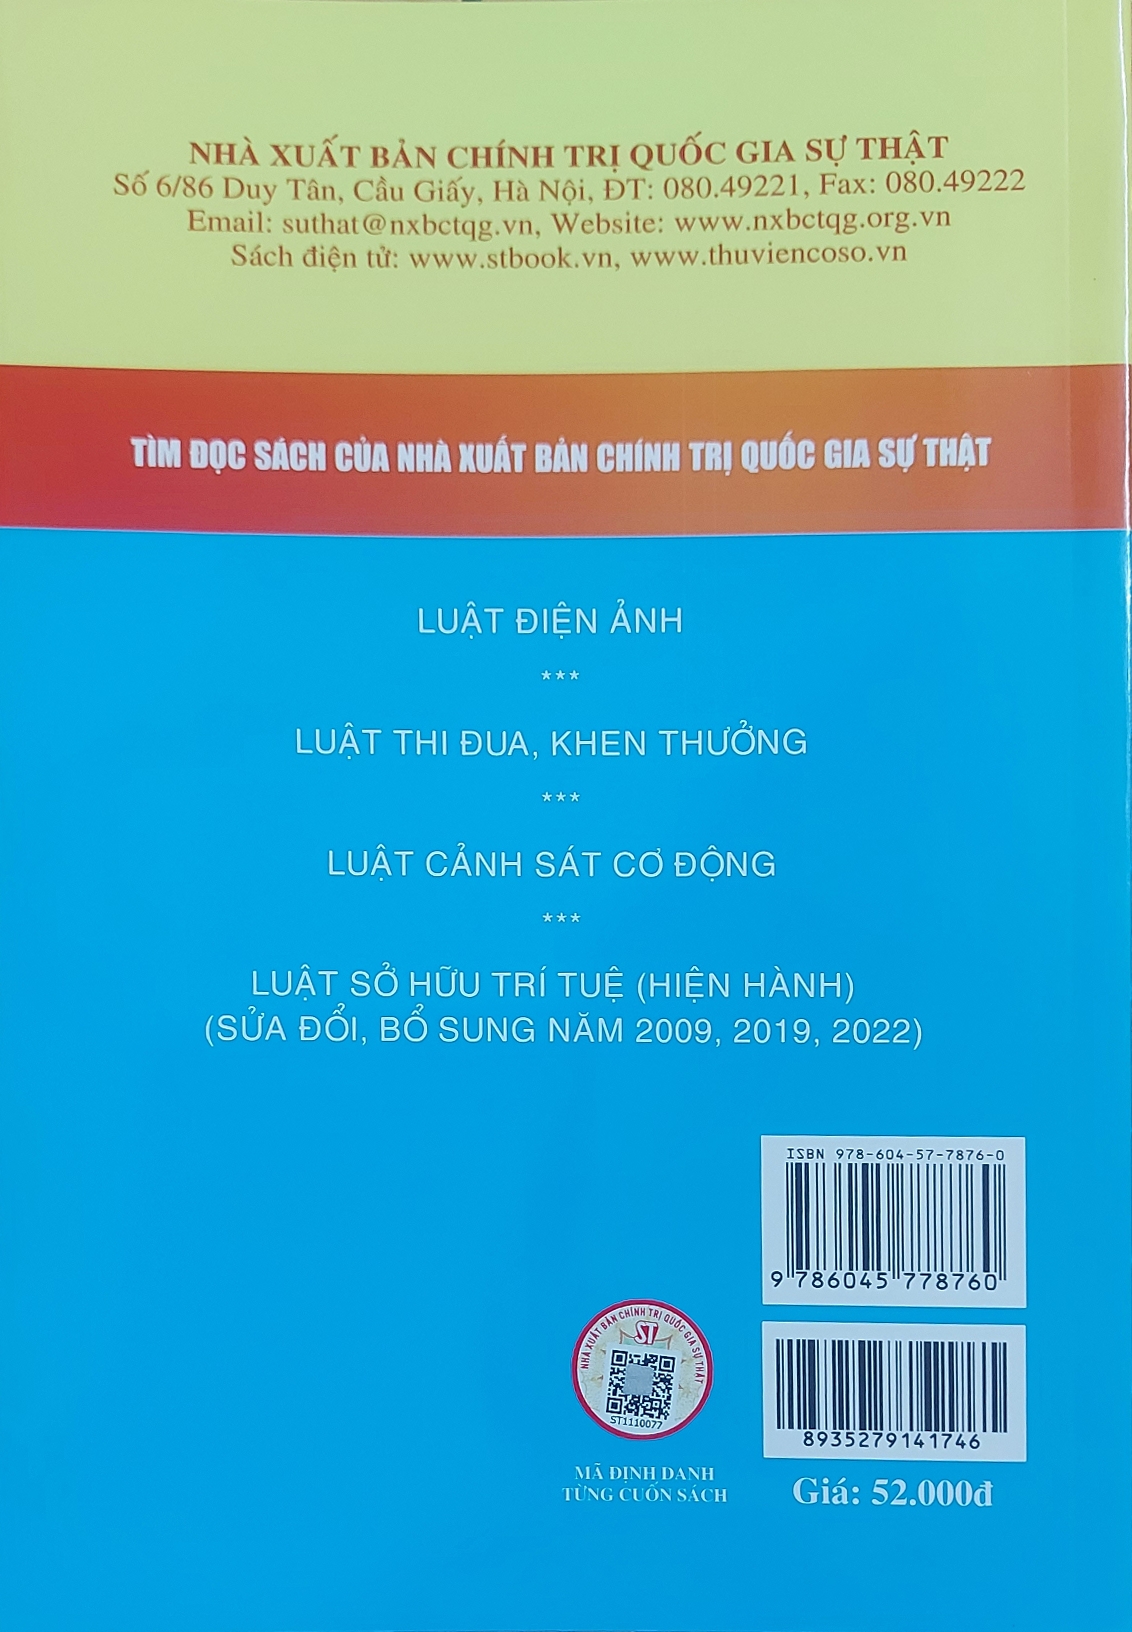 NHÀ XUẤT BẢN CHÍNH TRỊ QUỐC GIA SỰ THẬT
Số 6/86 Duy Tân, Cầu Giấy, Hà Nội, ĐT: 080.49221, Fax: 080.49222
Email: suthat@nxbctqg.vn, Website: www.nxbctqg.org.vn
Sách điện tử: www.stbook.vn, www.thuviencoso.vn
TÌM ĐỌC SÁCH CỦA NHÀ XUẤT BẢN CHÍNH TRỊ QUỐC GIA SỰ THẬT
LUẬT ĐIỆN ẢNH
***
LUẬT THI ĐUA, KHEN THƯỞNG
***
LUẬT CẢNH SÁT CƠ ĐỘNG
***
LUẬT SỞ HỮU TRÍ TUỆ (HIỆN HÀNH)
(SỬA ĐỔI, BỔ SUNG NĂM 2009, 2019, 2022)
ISBN 978-604-57-7876-0
9 786045 778760
NHÀ XUẤT BẢN CHÍNH TRỊ QUỐC GIA SỰ THẬT
ST
ST1110077
8935279141746
MÃ ĐỊNH DANH
TỪNG CUỐN SÁCH
Giá: 52.000đ